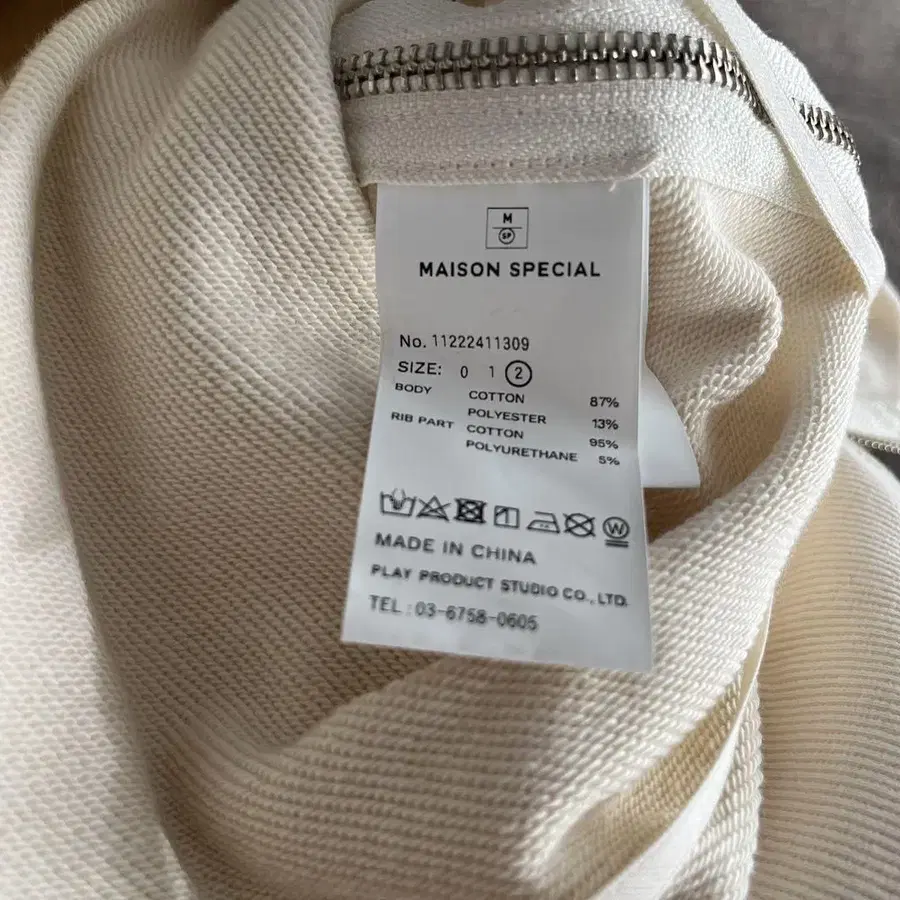 M
SP
MAISON SPECIAL
No. 11222411309
SIZE: 0 1 2
BODY COTTON 87%
POLYESTER 13%
RIB PART COTTON 95%
POLYURETHANE 5%
W
MADE IN CHINA
PLAY PRODUCT STUDIO CO., LTD.
TEL : 03-6758-0605